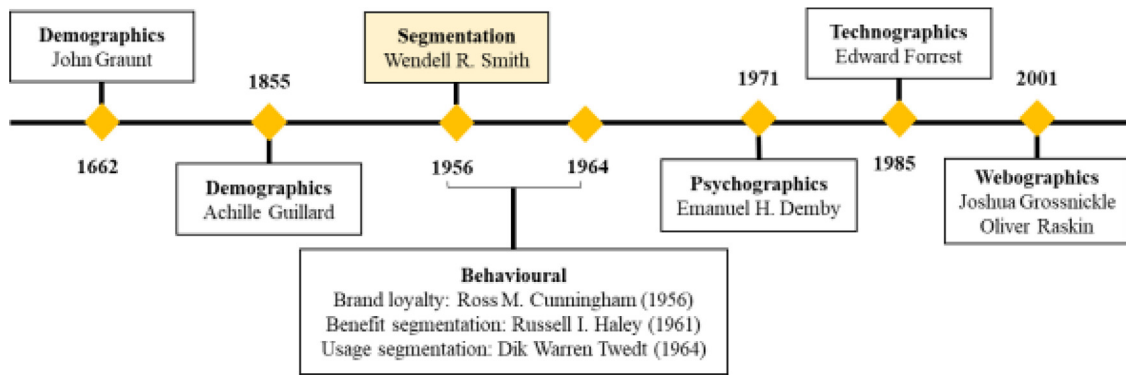 Demographics
John Graunt
1662
1855
Demographics
Achille Guillard
Segmentation
Wendell R. Smith
1956
1964
Behavioural
Brand loyalty: Ross M. Cunningham (1956)
Benefit segmentation: Russell I. Haley (1961)
Usage segmentation: Dik Warren Twedt (1964)
1971
Psychographics
Emanuel H. Demby
Technographics
Edward Forrest
1985
2001
Webographics
Joshua Grossnickle
Oliver Raskin